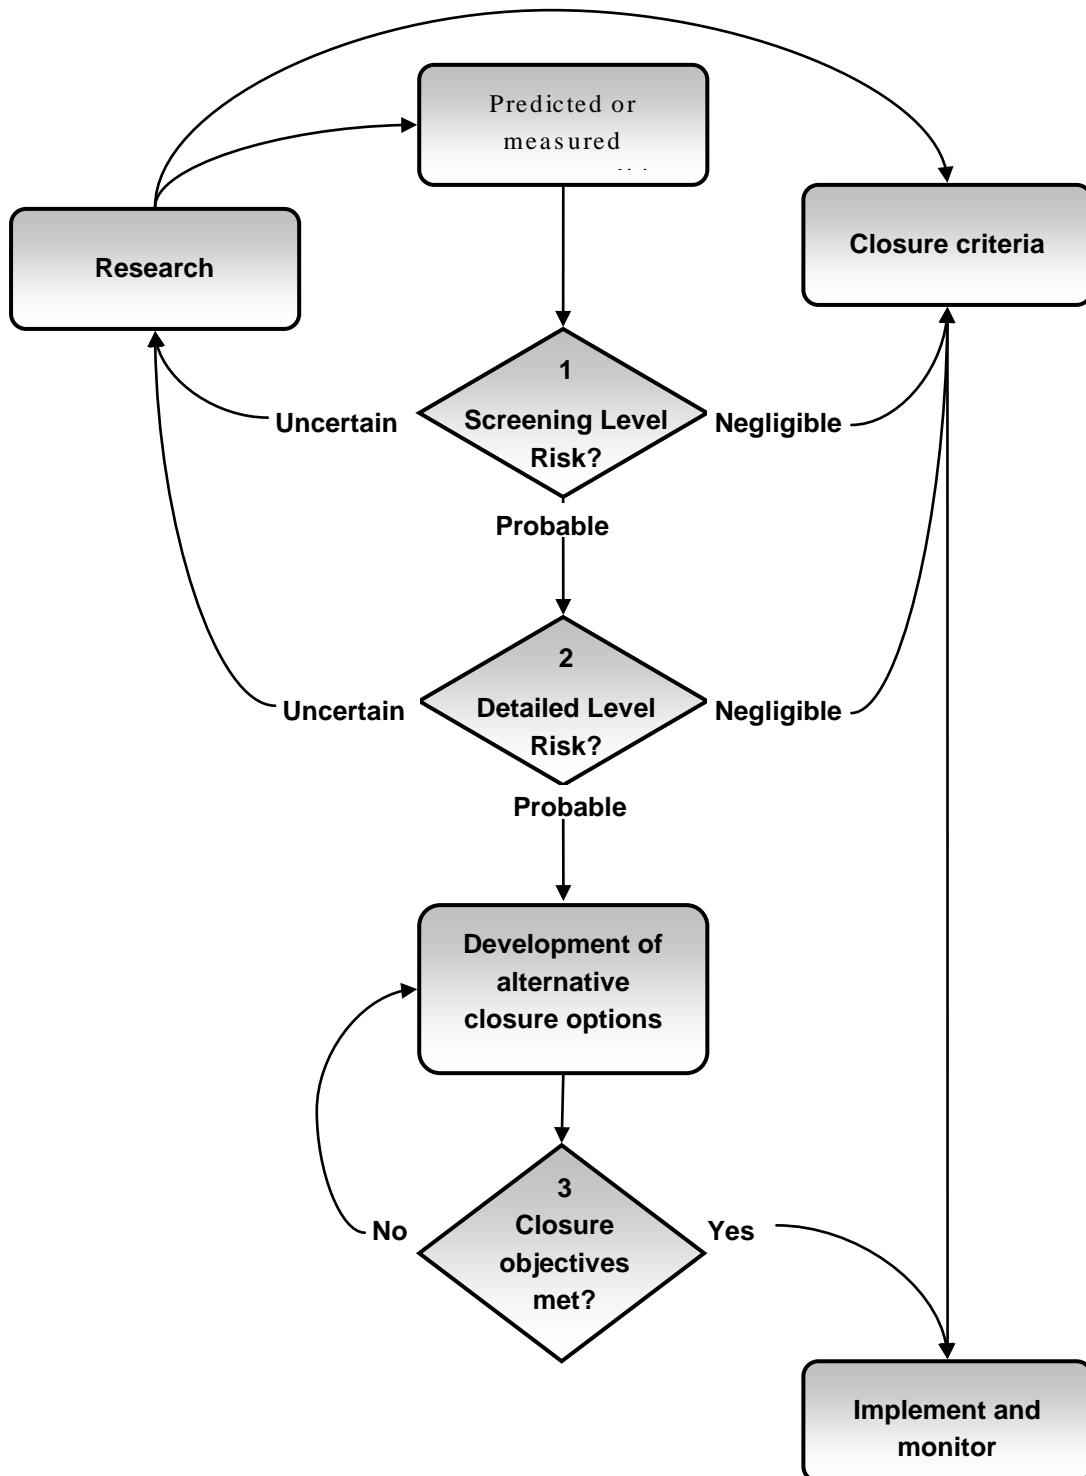 Predicted or
measured
Research
Closure criteria
1
Screening Level
Risk?
Uncertain
Negligible
Probable
2
Detailed Level
Risk?
Uncertain
Negligible
Probable
Development of
alternative
closure options
3
Closure
objectives
met?
No
Yes
Implement and
monitor